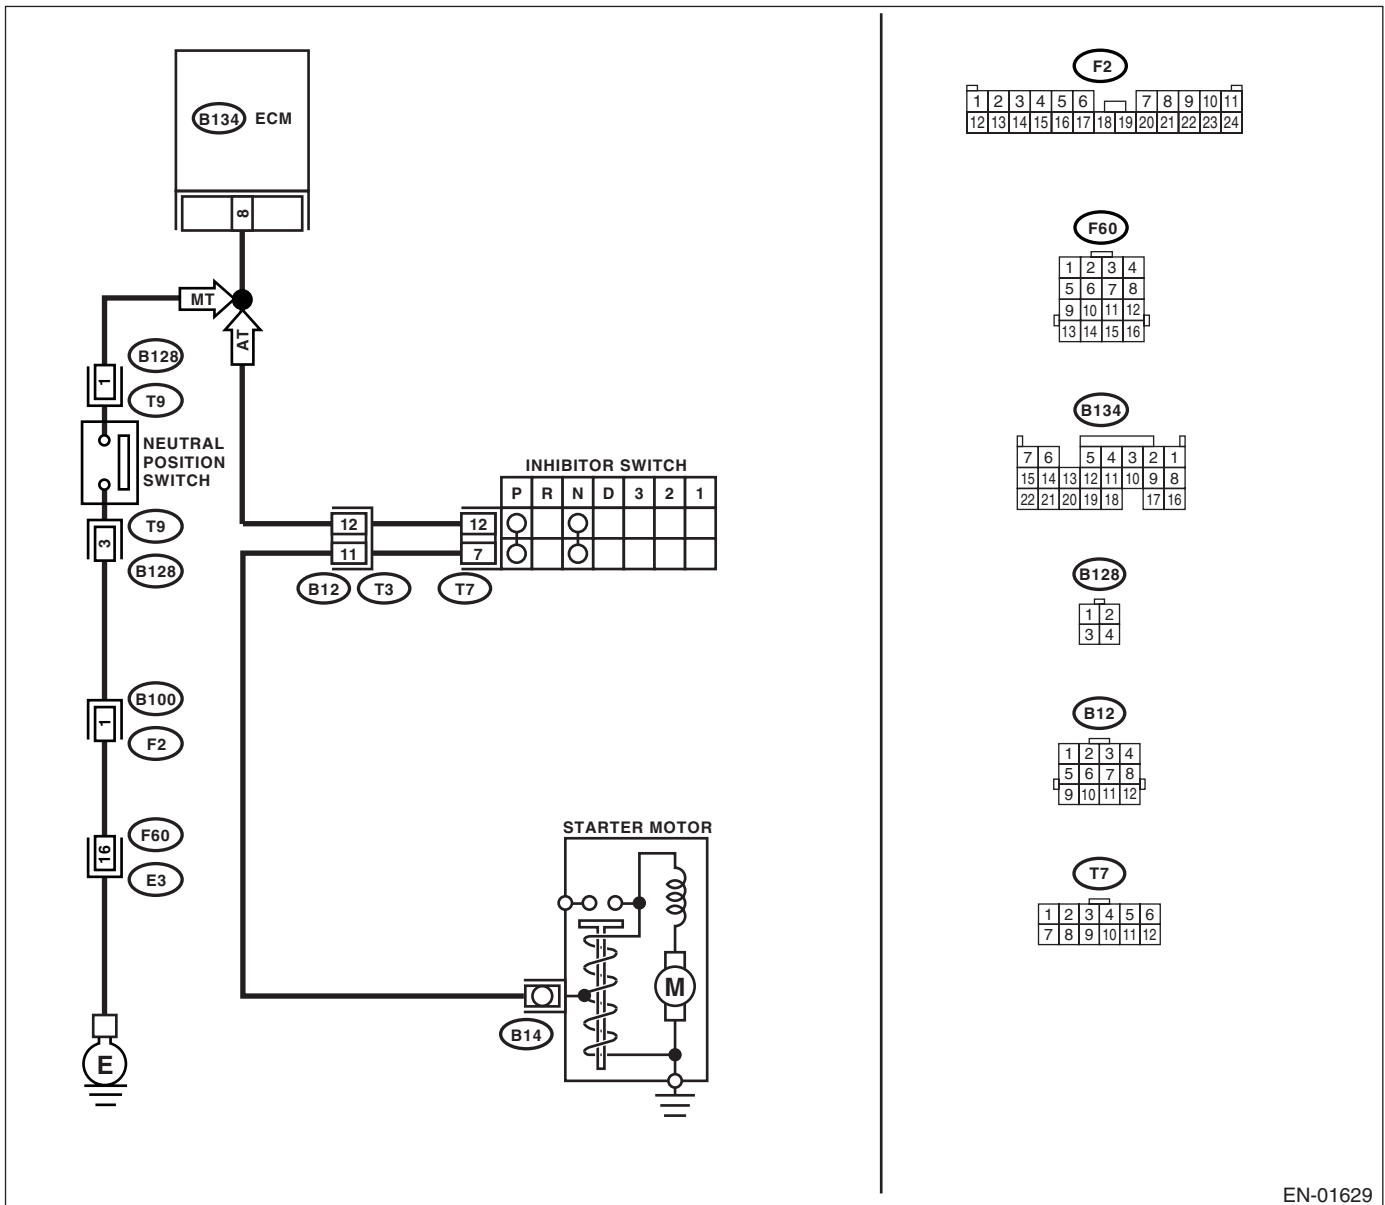 B134 ECM
8
MT
AT
B128
1
T9
NEUTRAL
POSITION
SWITCH
T9
3
B128
INHIBITOR SWITCH
P R N D 3 2 1
12 12
11 7
B12 T3 T7
B100
1
F2
F60
16
E3
E
STARTER MOTOR
M
B14
F2
1 2 3 4 5 6 7 8 9 10 11
12 13 14 15 16 17 18 19 20 21 22 23 24
F60
1 2 3 4
5 6 7 8
9 10 11 12
13 14 15 16
B134
7 6 5 4 3 2 1
15 14 13 12 11 10 9 8
22 21 20 19 18 17 16
B128
1 2
3 4
B12
1 2 3 4
5 6 7 8
9 10 11 12
T7
1 2 3 4 5 6
7 8 9 10 11 12
EN-01629